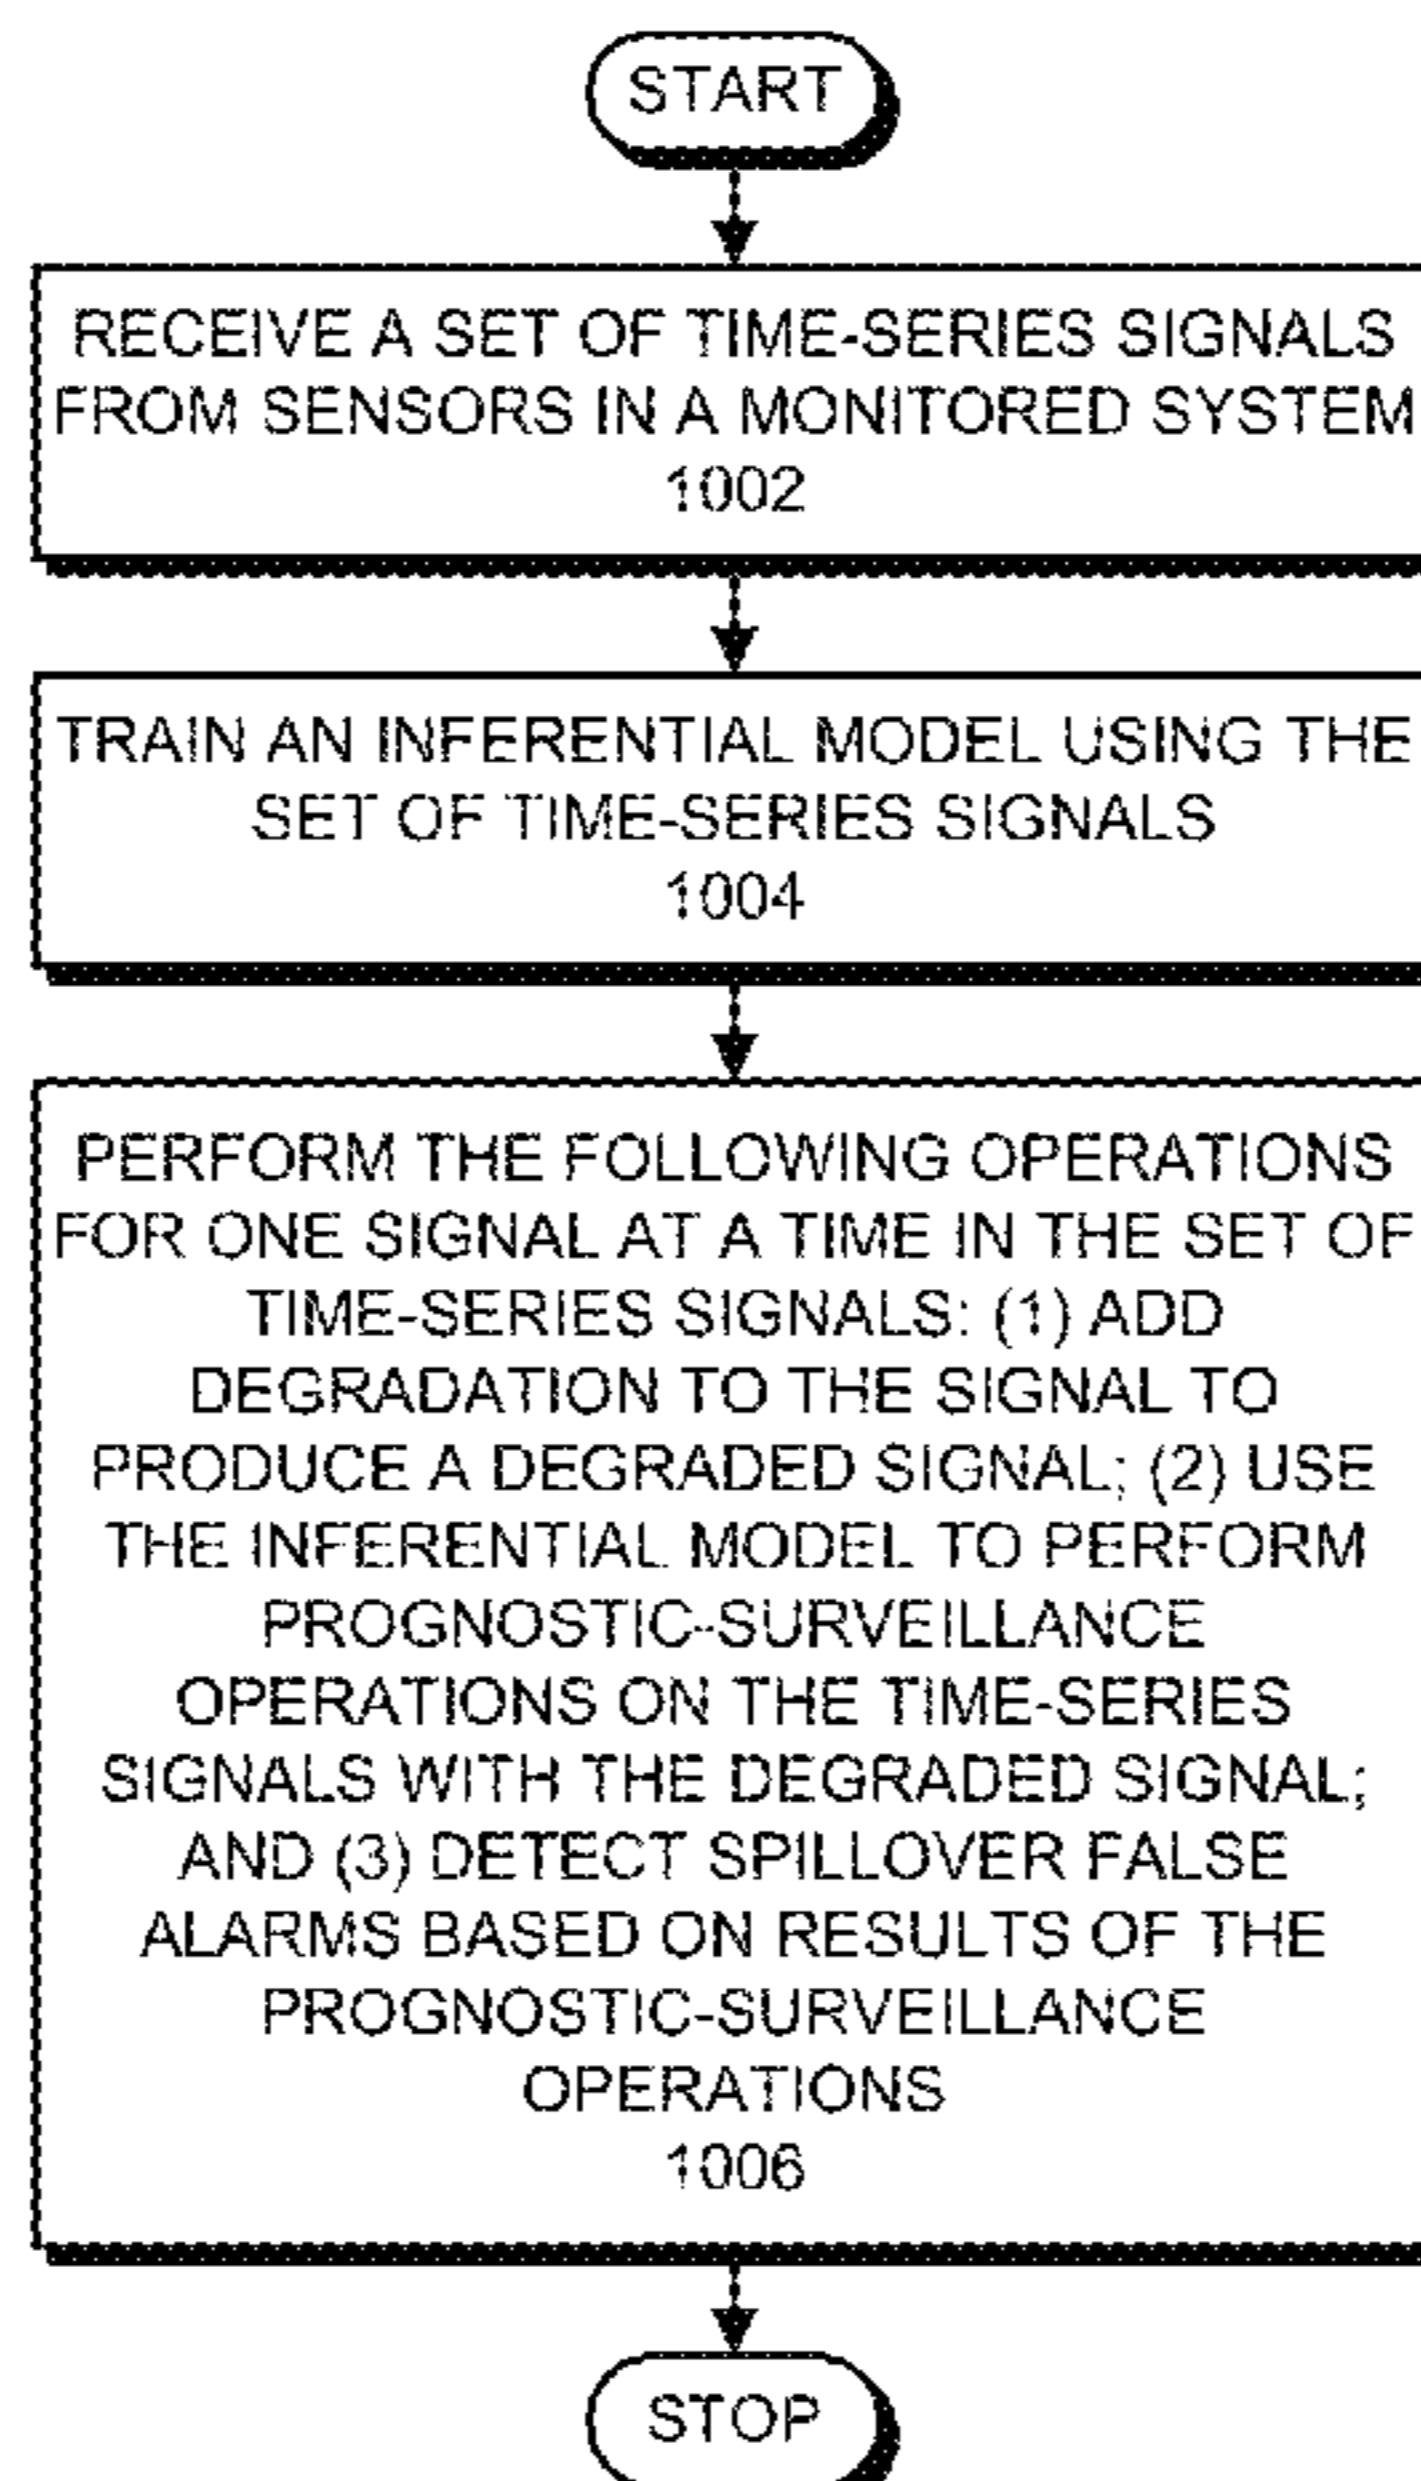 START
RECEIVE A SET OF TIME-SERIES SIGNALS
FROM SENSORS IN A MONITORED SYSTEM
1002
TRAIN AN INFERENTIAL MODEL USING THE
SET OF TIME-SERIES SIGNALS
1004
PERFORM THE FOLLOWING OPERATIONS
FOR ONE SIGNAL AT A TIME IN THE SET OF
TIME-SERIES SIGNALS: (1) ADD
DEGRADATION TO THE SIGNAL TO
PRODUCE A DEGRADED SIGNAL; (2) USE
THE INFERENTIAL MODEL TO PERFORM
PROGNOSTIC-SURVEILLANCE
OPERATIONS ON THE TIME-SERIES
SIGNALS WITH THE DEGRADED SIGNAL;
AND (3) DETECT SPILLOVER FALSE
ALARMS BASED ON RESULTS OF THE
PROGNOSTIC-SURVEILLANCE
OPERATIONS
1006
STOP